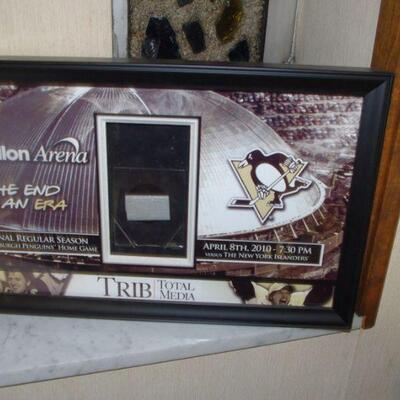 llon Arena
HE END
AN ERA
NAL REGULAR SEASON
BURGH PENGUINS' HOME GAME
APRIL 8TH, 2010 - 7:30 PM
VERSUS THE NEW YORK ISLANDERS
TRIB TOTAL
MEDIA